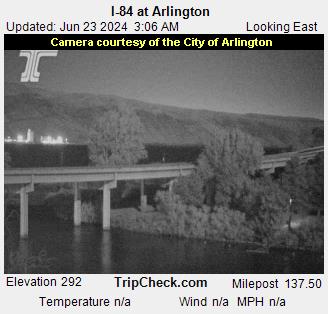 I-84 at Arlington
Updated: Jun 23 2024 3:06 AM Looking East
Camera courtesy of the City of Arlington
Elevation 292 TripCheck.com Milepost 137.50
Temperature n/a Wind n/a MPH n/a